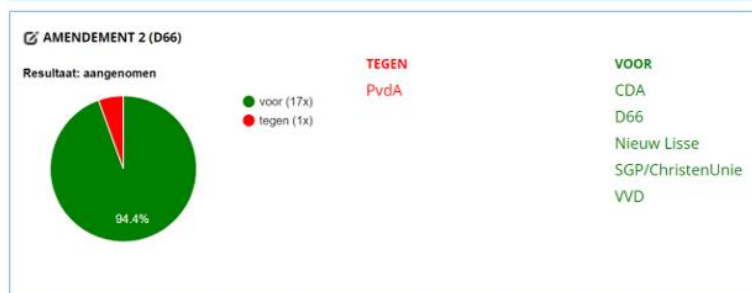 AMENDEMENT 2 (D66)
Resultaat: aangenomen
voor (17x)
tegen (1x)
94.4%
TEGEN
PvdA
VOOR
CDA
D66
Nieuw Lisse
SGP/ChristenUnie
VVD